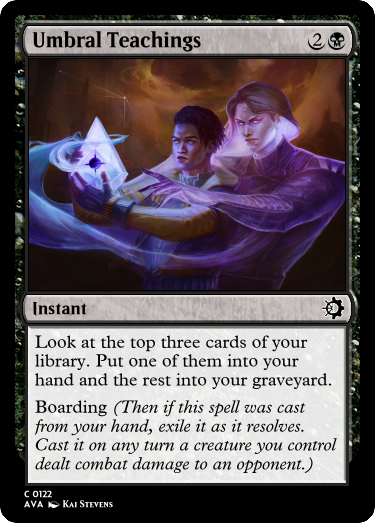 Umbral Teachings 2
Instant
Look at the top three cards of your
library. Put one of them into your
hand and the rest into your graveyard.
Boarding (Then if this spell was cast
from your hand, exile it as it resolves.
Cast it on any turn a creature you control
dealt combat damage to an opponent.)
C 0122
AVA Kai Stevens